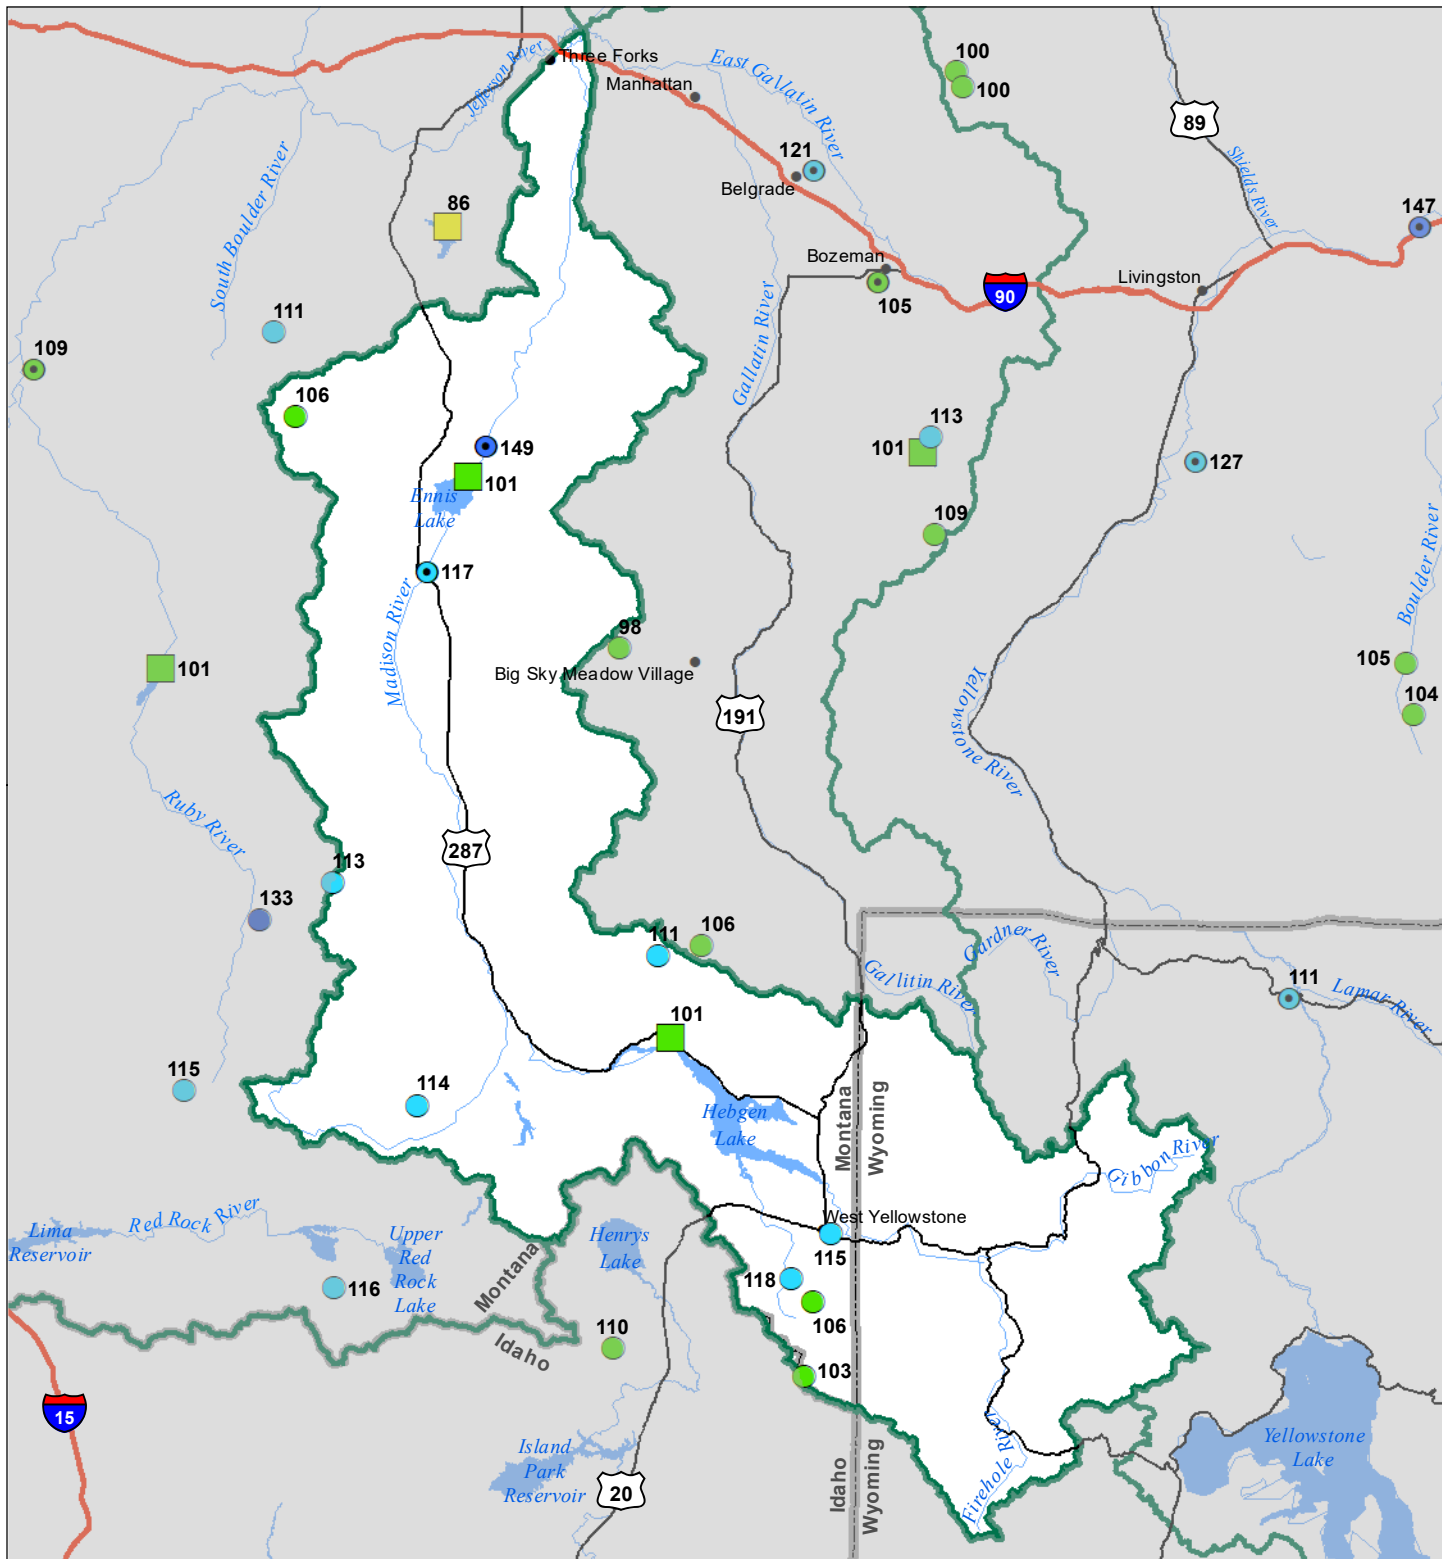 Three Forks
Jefferson River
Manhattan
East Gallatin River
100
100
89
Shields River
121
Belgrade
South Boulder River
86
147
Bozeman
105
90
Livingston
111
109
Gallatin River
106
149
113
101
127
101
Ennis
Lake
109
Boulder River
117
Madison River
98
Big Sky Meadow Village
101
105
104
191
Yellowstone River
Ruby River
287
113
133
111
106
Gallitin River
Gardner River
111
Lamar River
101
115
114
Hebgen
Lake
Montana
Wyoming
Gibbon River
Red Rock River
Lima
Reservoir
Upper
Red
Rock
Lake
Henrys
Lake
West Yellowstone
115
118
106
116
Montana
Idaho
110
103
15
Island
Park
Reservoir
20
Idaho
Wyoming
Firehole River
Yellowstone
Lake